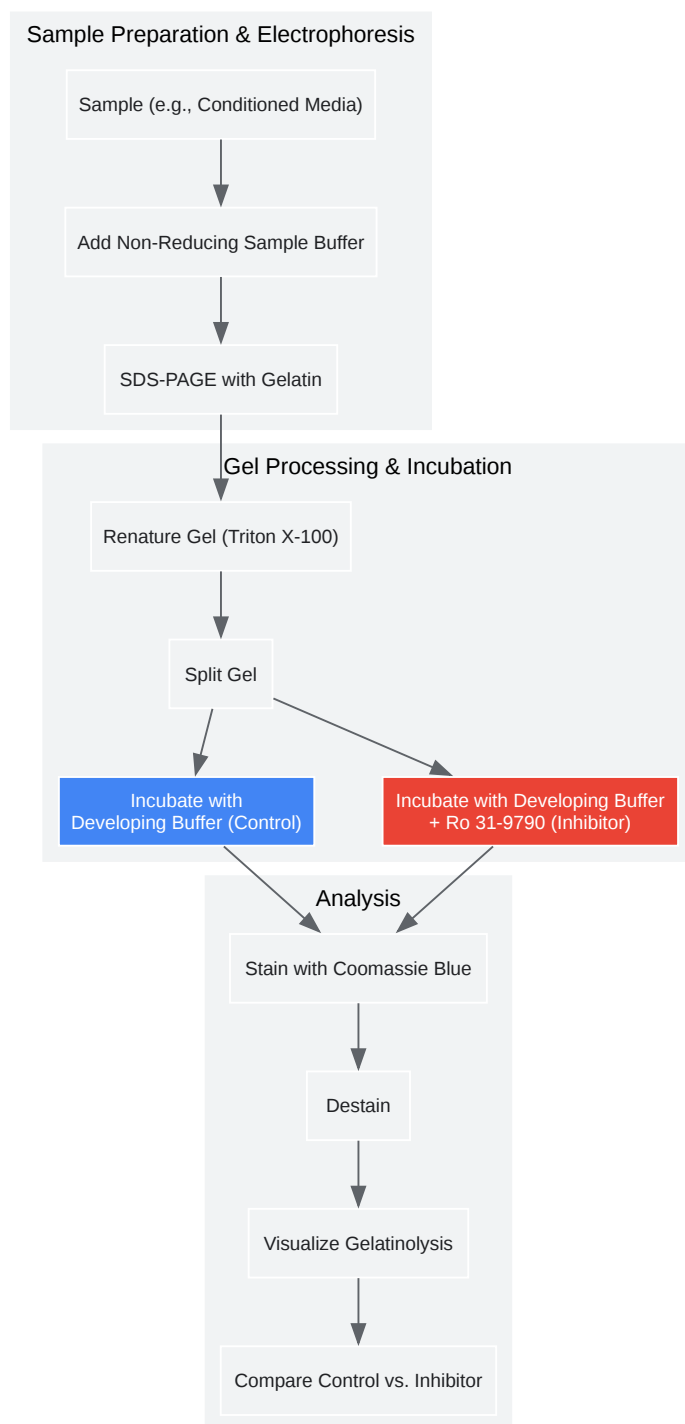 Sample Preparation & Electrophoresis
Sample (e.g., Conditioned Media)
Add Non-Reducing Sample Buffer
SDS-PAGE with Gelatin
Gel Processing & Incubation
Renature Gel (Triton X-100)
Split Gel
Incubate with
Developing Buffer (Control)
Incubate with Developing Buffer
+ Ro 31-9790 (Inhibitor)
Analysis
Stain with Coomassie Blue
Destain
Visualize Gelatinolysis
Compare Control vs. Inhibitor